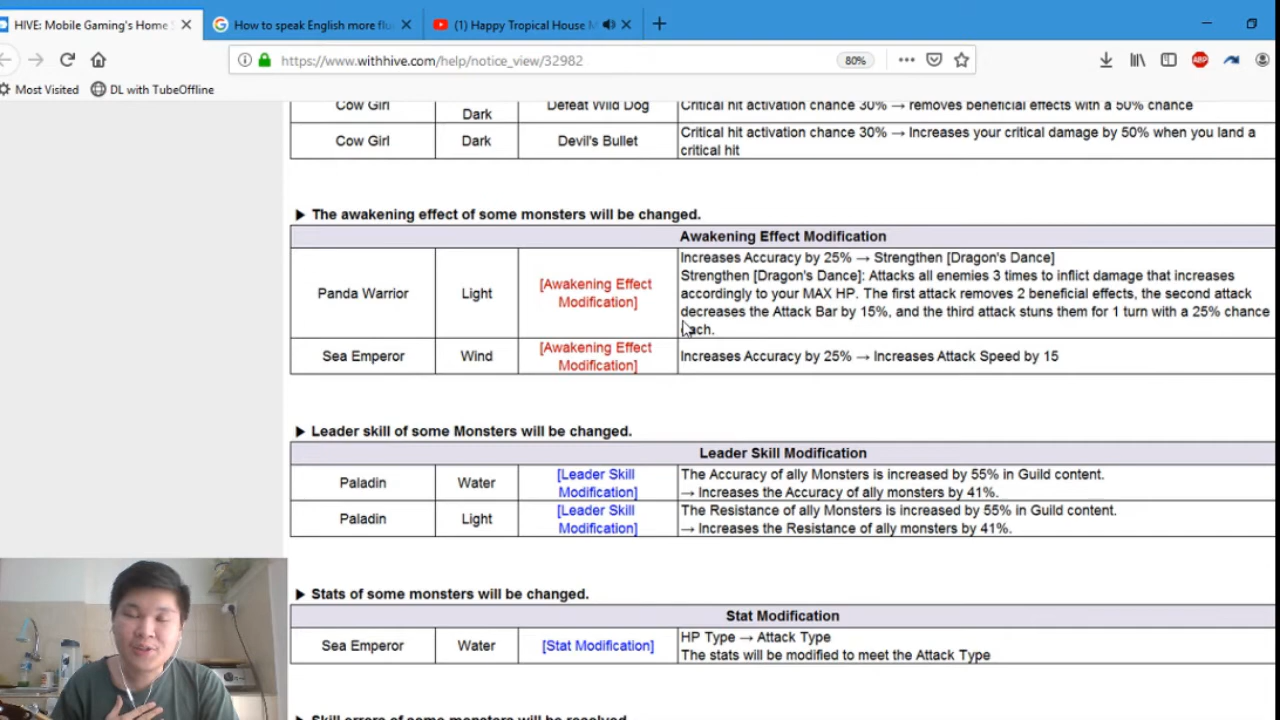 HIVE: Mobile Gaming's Home
How to speak English more flu
(1) Happy Tropical House M
https://www.withhive.com/help/notice_view/32982
80%
ABP
Most Visited
DL with TubeOffline
Cow Girl
Dark
Defeat Wild Dog
Critical hit activation chance 30% → removes beneficial effects with a 50% chance
Cow Girl
Dark
Devil's Bullet
Critical hit activation chance 30% → Increases your critical damage by 50% when you land a
critical hit
▶ The awakening effect of some monsters will be changed.
Awakening Effect Modification
Panda Warrior
Light
[Awakening Effect
Modification]
Increases Accuracy by 25% → Strengthen [Dragon's Dance]
Strengthen [Dragon's Dance]: Attacks all enemies 3 times to inflict damage that increases
accordingly to your MAX HP. The first attack removes 2 beneficial effects, the second attack
decreases the Attack Bar by 15%, and the third attack stuns them for 1 turn with a 25% chance
each.
Sea Emperor
Wind
[Awakening Effect
Modification]
Increases Accuracy by 25% → Increases Attack Speed by 15
▶ Leader skill of some Monsters will be changed.
Leader Skill Modification
Paladin
Water
[Leader Skill
Modification]
The Accuracy of ally Monsters is increased by 55% in Guild content.
→ Increases the Accuracy of ally monsters by 41%.
Paladin
Light
[Leader Skill
Modification]
The Resistance of ally Monsters is increased by 55% in Guild content.
→ Increases the Resistance of ally monsters by 41%.
▶ Stats of some monsters will be changed.
Stat Modification
Sea Emperor
Water
[Stat Modification]
HP Type → Attack Type
The stats will be modified to meet the Attack Type
▶ Skill errors of some monsters will be resolved